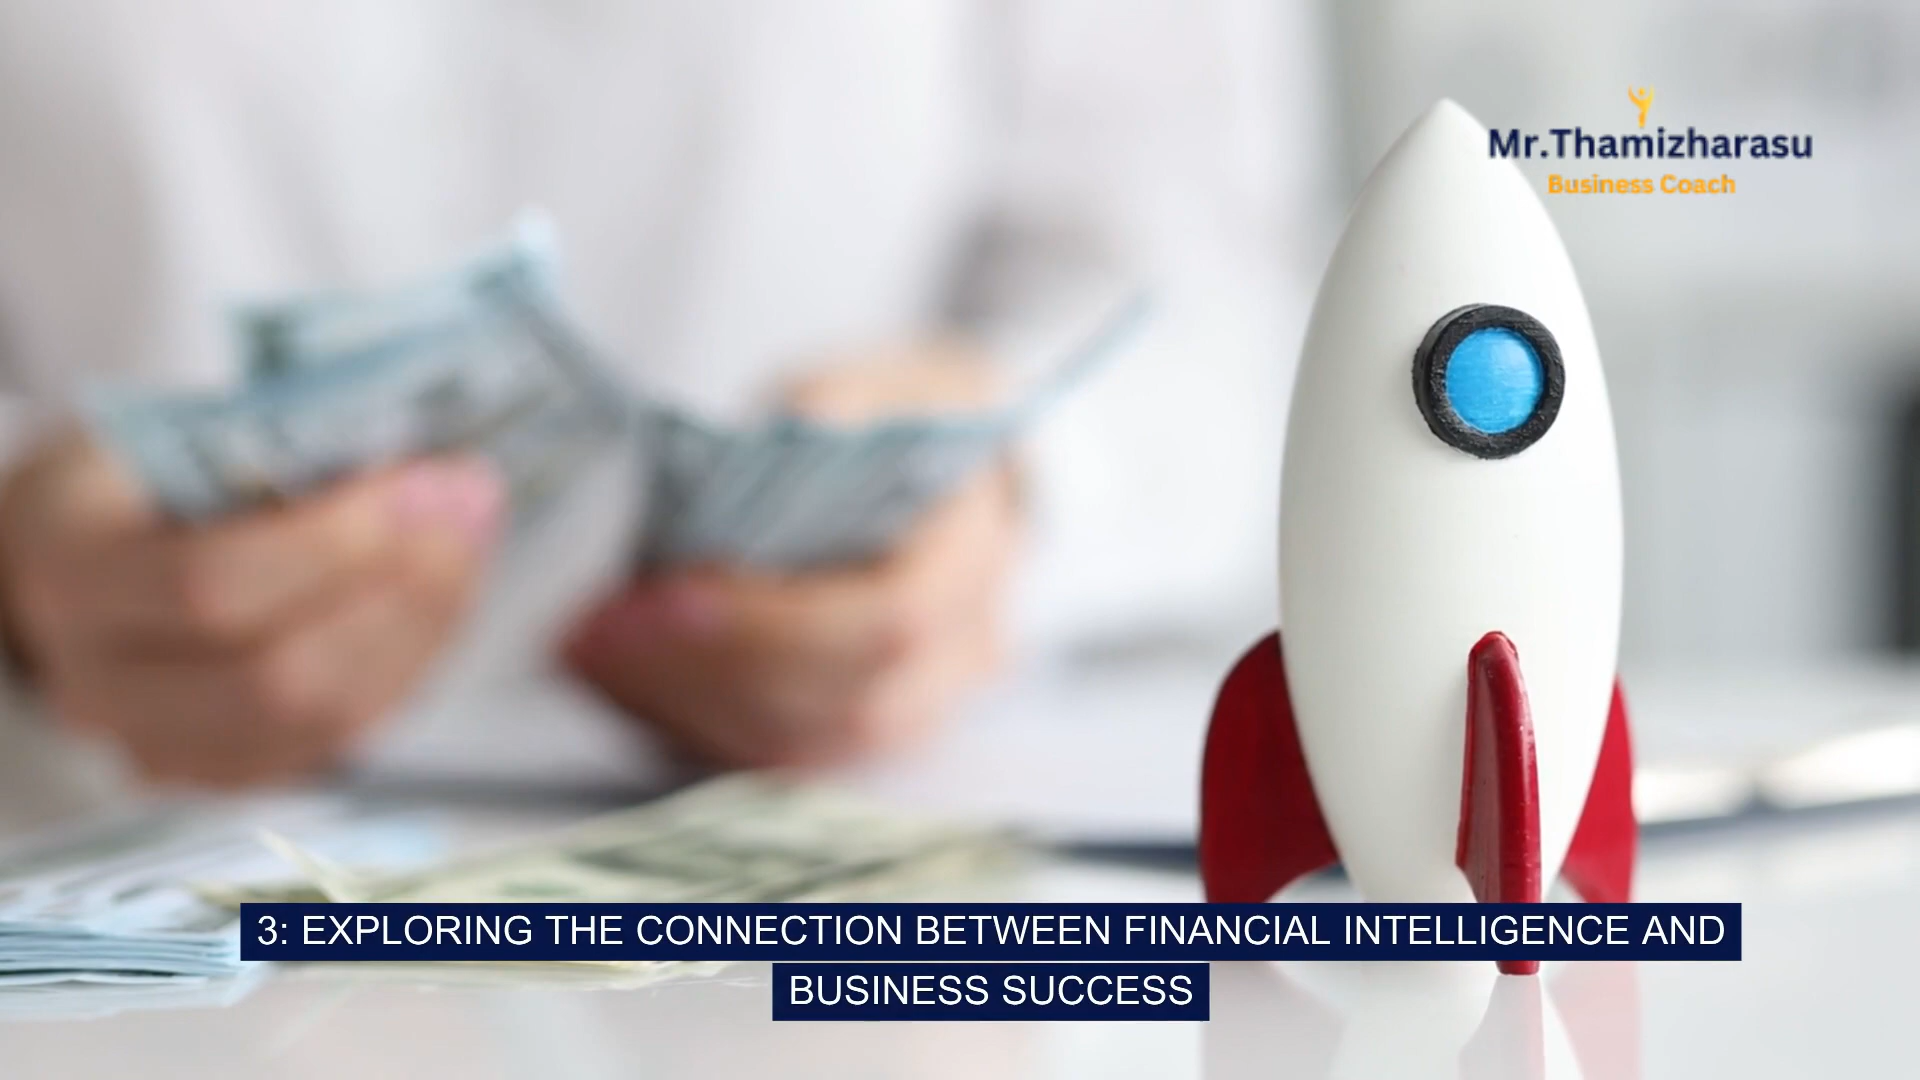 Mr.Thamizharasu
Business Coach
3: EXPLORING THE CONNECTION BETWEEN FINANCIAL INTELLIGENCE AND
BUSINESS SUCCESS